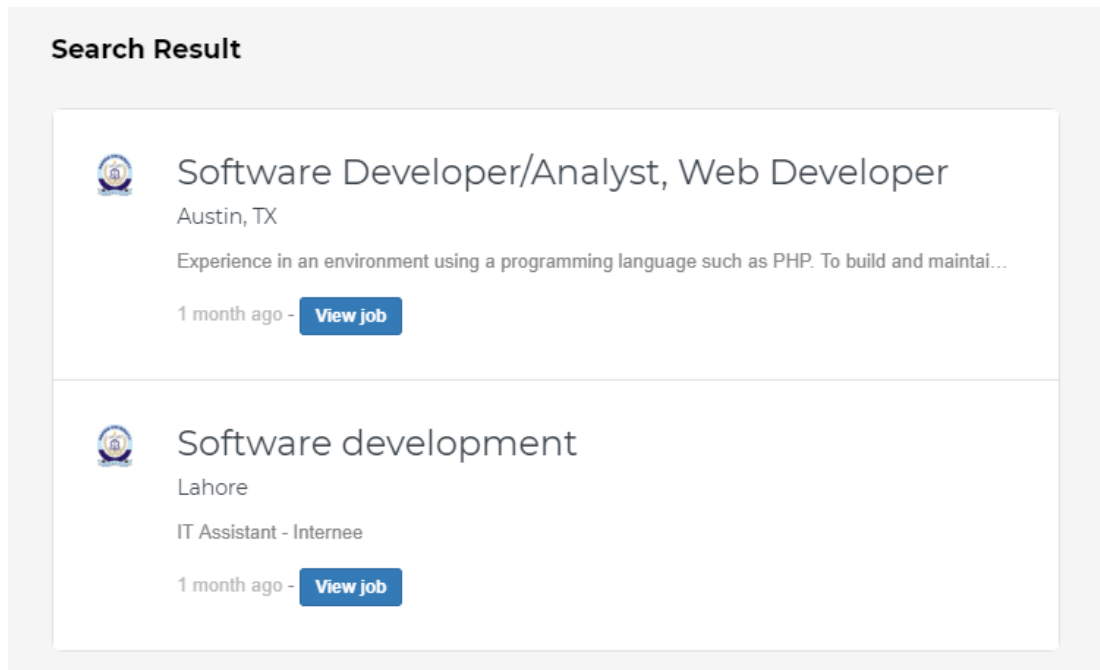 Search Result
Software Developer/Analyst, Web Developer
Austin, TX
Experience in an environment using a programming language such as PHP. To build and maintai...
1 month ago - View job
Software development
Lahore
IT Assistant - Internee
1 month ago - View job